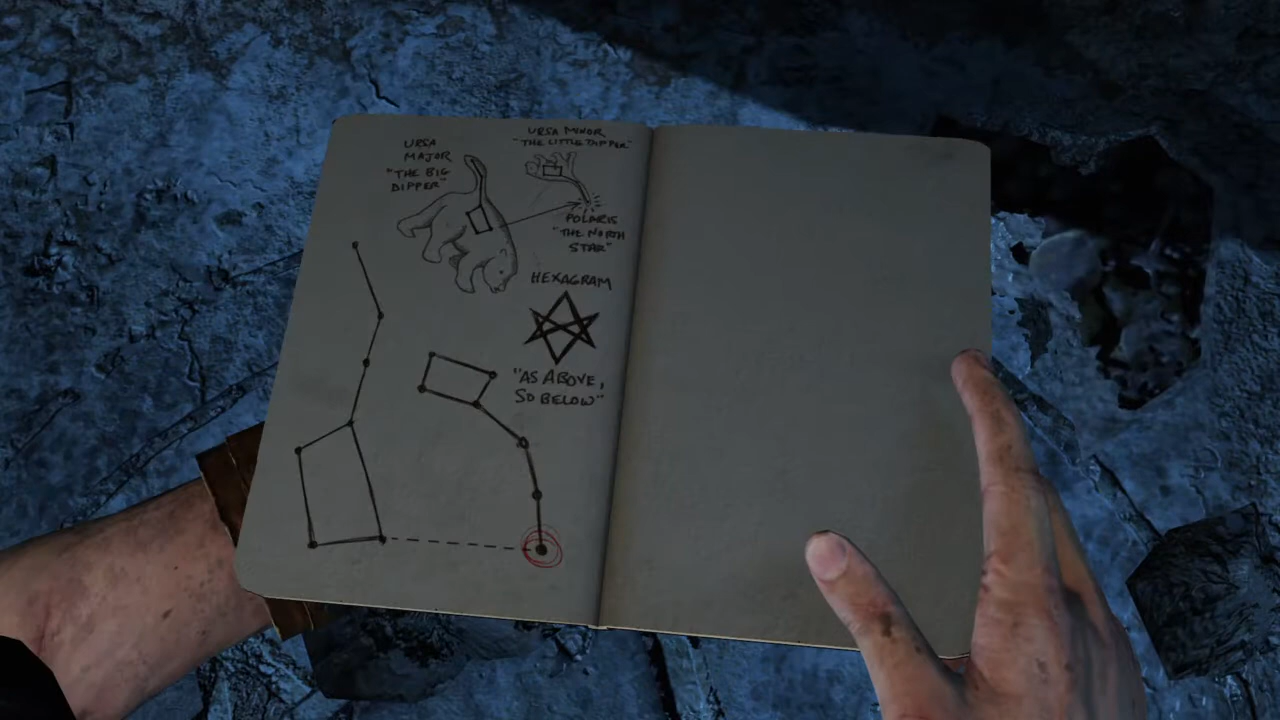 URSA
MAJOR
"THE BIG
DIPPER"
URSA MINOR
"THE LITTLE DIPPER"
POLARIS
"THE NORTH
STAR"
HEXAGRAM
"AS ABOVE,
SO BELOW"